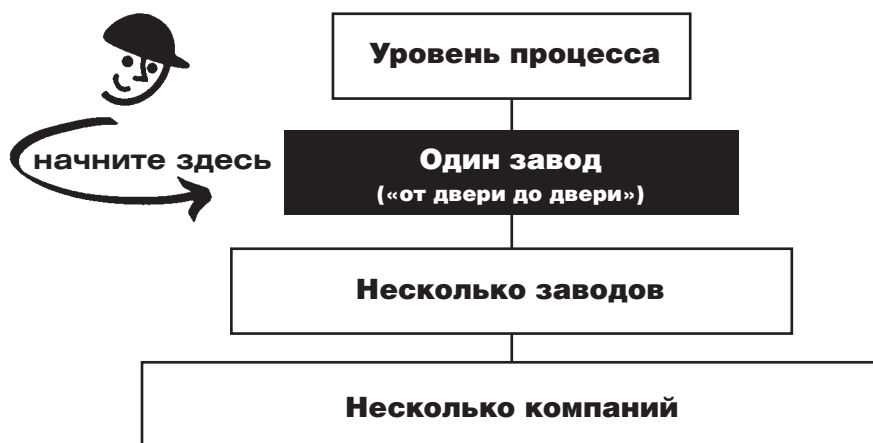 Уровень процесса
начните здесь
Один завод
(«от двери до двери»)
Несколько заводов
Несколько компаний